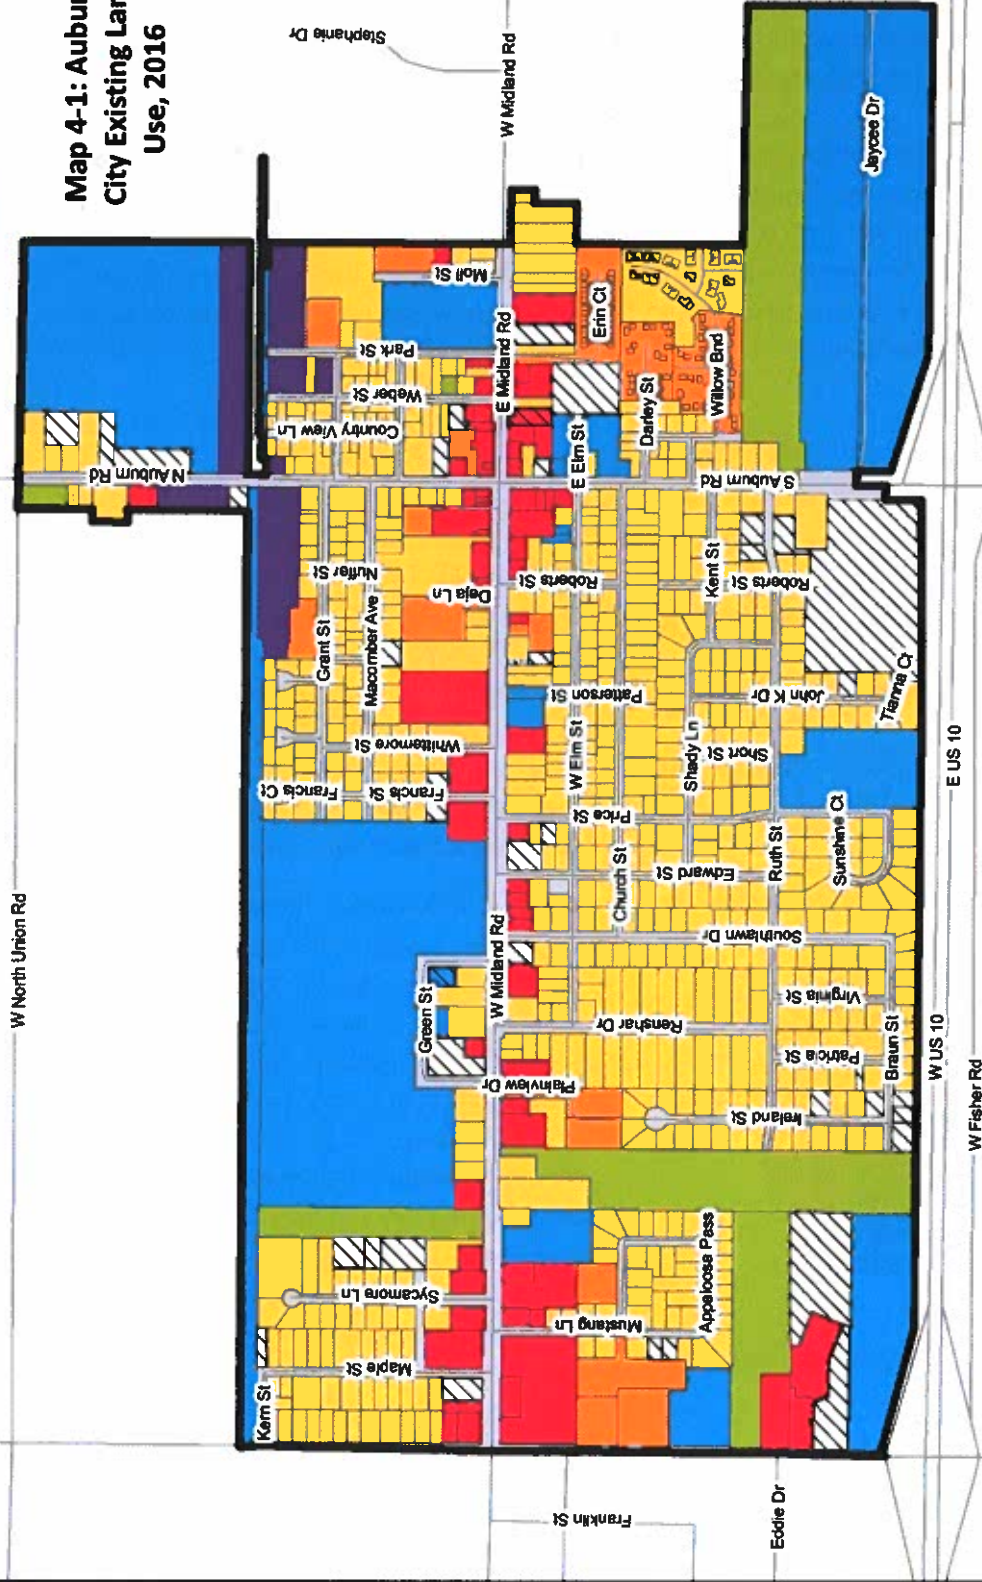 Map 4-1: Aubur
City Existing Lan
Use, 2016
Stephanie Dr
W Midland Rd
Jaycee Dr
Moll St
Park St
Weber St
Country View Ln
E Midland Rd
Erin Ct
Darley St
Willow Bnd
N Auburn Rd
E Elm St
S Auburn Rd
Nuffer St
Grant St
Macomber Ave
Deja Ln
Roberts St
Kent St
Roberts St
Patterson St
John K Dr
Tianna Ct
Whittemore St
W Elm St
Shady Ln
Short St
Francis Ct
Francis St
Price St
Church St
Edward St
Ruth St
Sunshine Ct
E US 10
W North Union Rd
W Midland Rd
Southlawn Dr
Green St
Renshar Dr
Virginia St
Plainview Dr
Patricia St
Braun St
W US 10
Ireland St
W Fisher Rd
Sycamore Ln
Appaloosa Pass
Mustang Ln
Maple St
Kern St
Franklin St
Eddie Dr